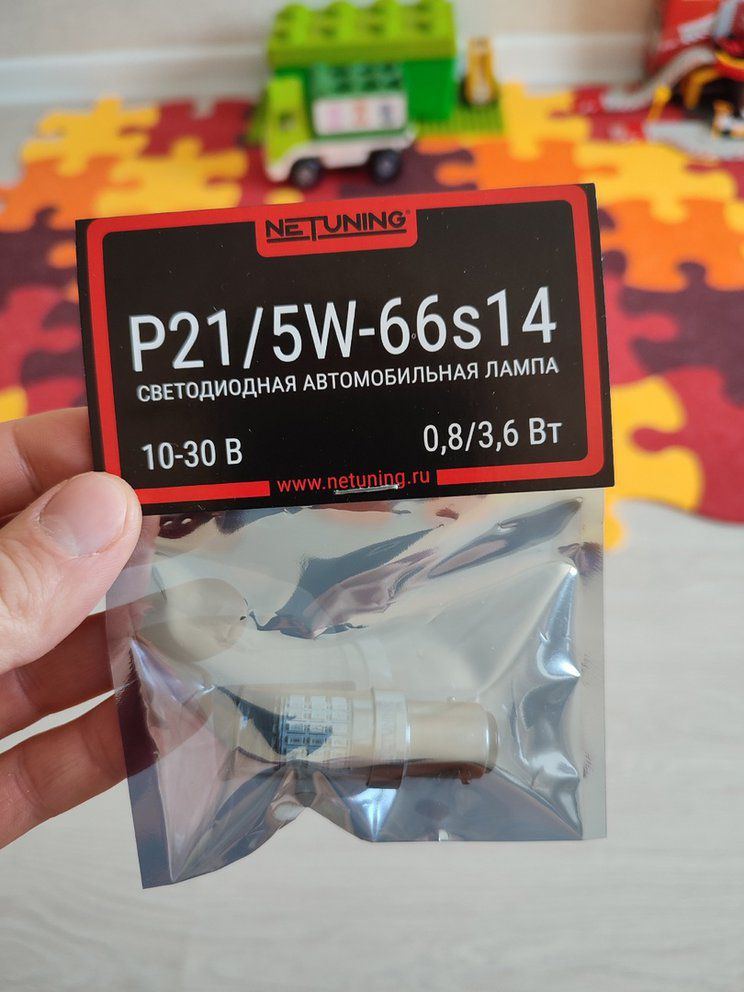 NETUNING®
P21/5W-66s14
СВЕТОДИОДНАЯ АВТОМОБИЛЬНАЯ ЛАМПА
10-30 В 0,8/3,6 Вт
www.netuning.ru